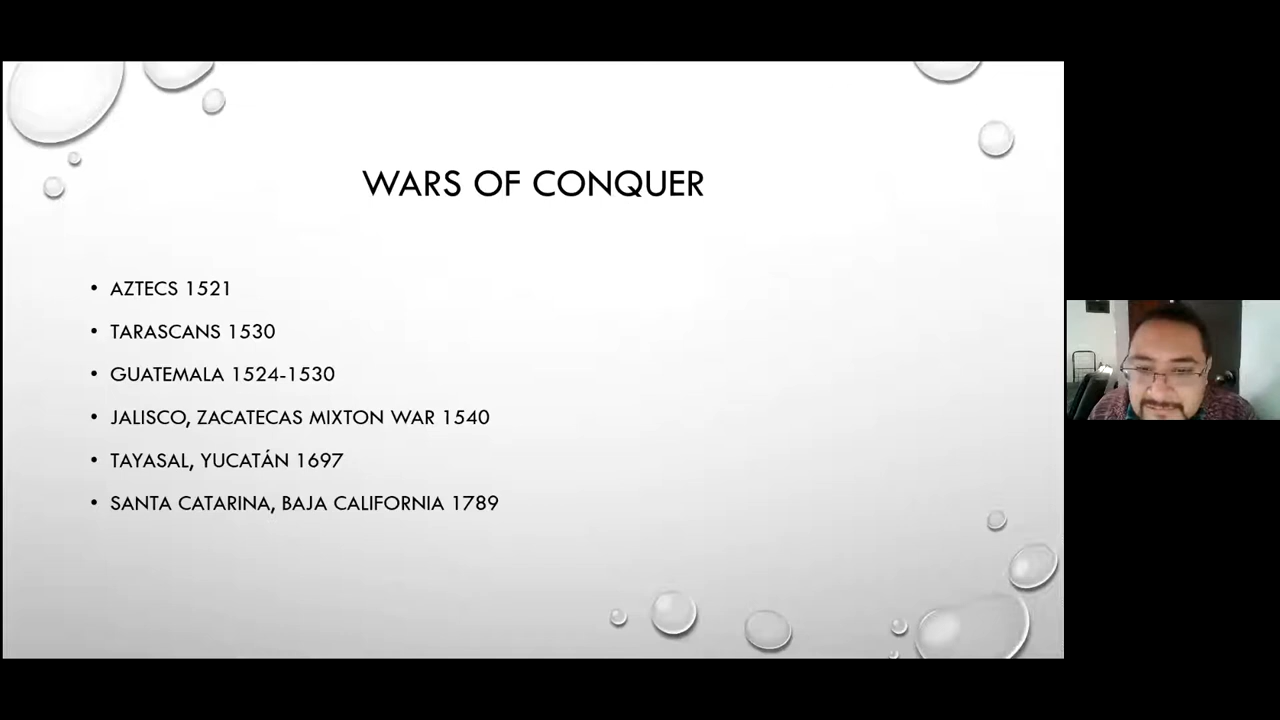 WARS OF CONQUER
• AZTECS 1521
• TARASCANS 1530
• GUATEMALA 1524-1530
• JALISCO, ZACATECAS MIXTON WAR 1540
• TAYASAL, YUCATÁN 1697
• SANTA CATARINA, BAJA CALIFORNIA 1789